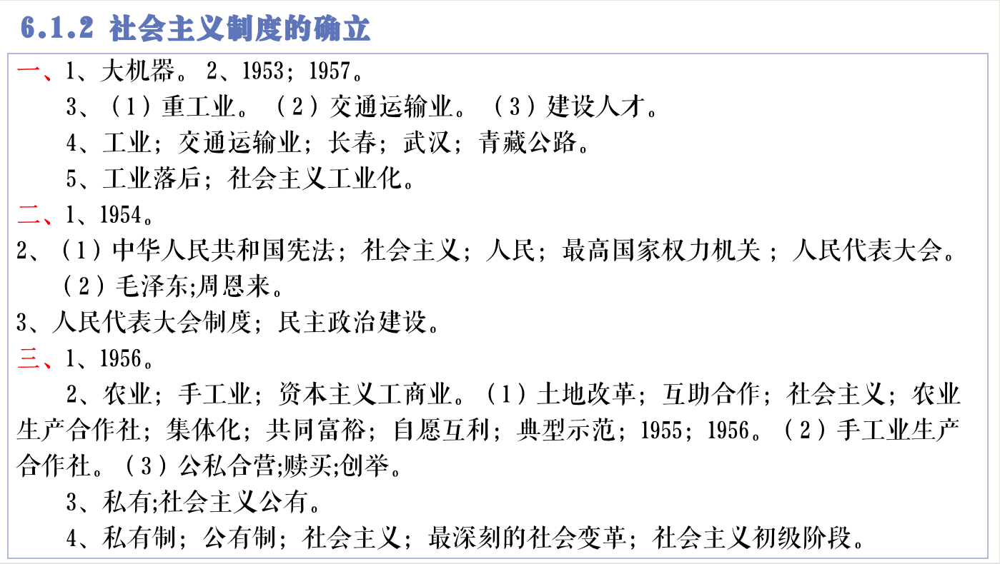 6.1.2 社会主义制度的确立
一、1、大机器。 2、1953；1957。
3、（1）重工业。（2）交通运输业。（3）建设人才。
4、工业；交通运输业；长春；武汉；青藏公路。
5、工业落后；社会主义工业化。
二、1、1954。
2、（1）中华人民共和国宪法；社会主义；人民；最高国家权力机关 ；人民代表大会。
（2）毛泽东;周恩来。
3、人民代表大会制度；民主政治建设。
三、1、1956。
2、农业；手工业；资本主义工商业。（1）土地改革；互助合作；社会主义；农业
生产合作社；集体化；共同富裕；自愿互利；典型示范；1955；1956。（2）手工业生产
合作社。（3）公私合营;赎买;创举。
3、私有;社会主义公有。
4、私有制；公有制；社会主义；最深刻的社会变革；社会主义初级阶段。